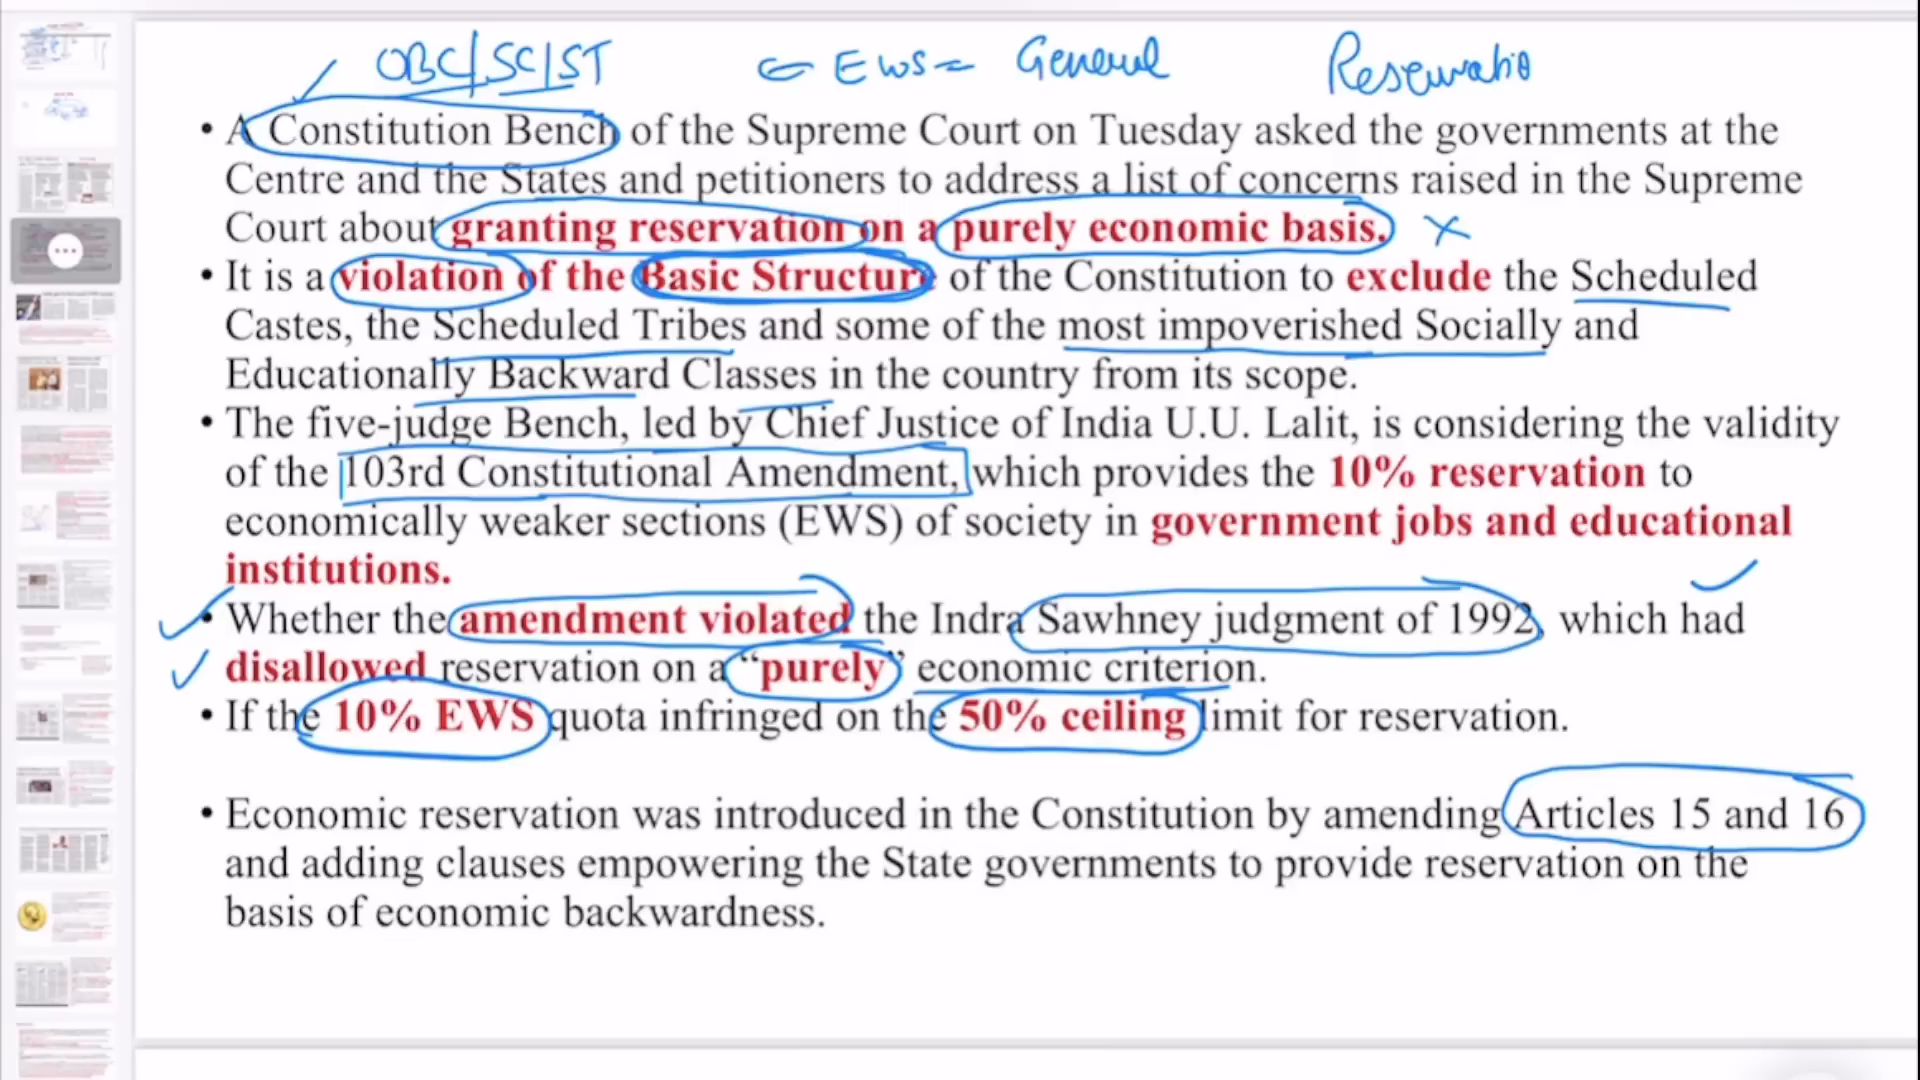 OBC/SC/ST EWS General Reservatio
• A Constitution Bench of the Supreme Court on Tuesday asked the governments at the
Centre and the States and petitioners to address a list of concerns raised in the Supreme
Court about granting reservation on a purely economic basis.
• It is a violation of the Basic Structure of the Constitution to exclude the Scheduled
Castes, the Scheduled Tribes and some of the most impoverished Socially and
Educationally Backward Classes in the country from its scope.
• The five-judge Bench, led by Chief Justice of India U.U. Lalit, is considering the validity
of the 103rd Constitutional Amendment, which provides the 10% reservation to
economically weaker sections (EWS) of society in government jobs and educational
institutions.
• Whether the amendment violated the Indra Sawhney judgment of 1992, which had
disallowed reservation on a “purely” economic criterion.
• If the 10% EWS quota infringed on the 50% ceiling limit for reservation.
• Economic reservation was introduced in the Constitution by amending Articles 15 and 16
and adding clauses empowering the State governments to provide reservation on the
basis of economic backwardness.